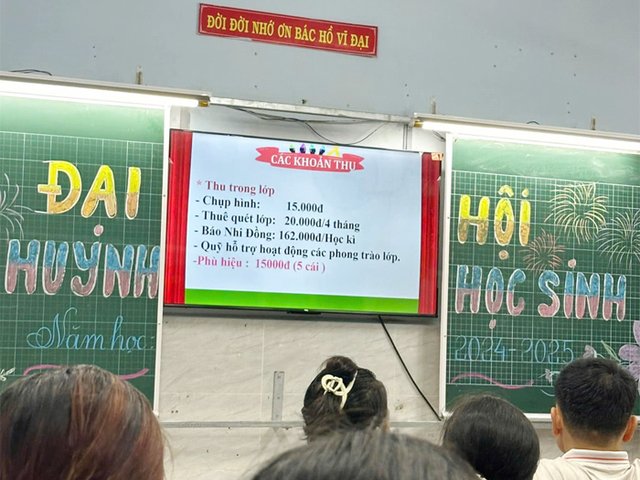 ĐỜI ĐỜI NHỚ ƠN BÁC HỒ VĨ ĐẠI
ĐẠI
HUỲNH
Năm học:
CÁC KHOẢN THU
* Thu trong lớp
- Chụp hình: 15.000đ
- Thuê quét lớp: 20.000đ/4 tháng
- Báo Nhi Đồng: 162.000đ/Học kì
- Quỹ hỗ trợ hoạt động các phong trào lớp.
-Phù hiệu : 15000đ (5 cái )
HỘI
HỌC SINH
2024-2025